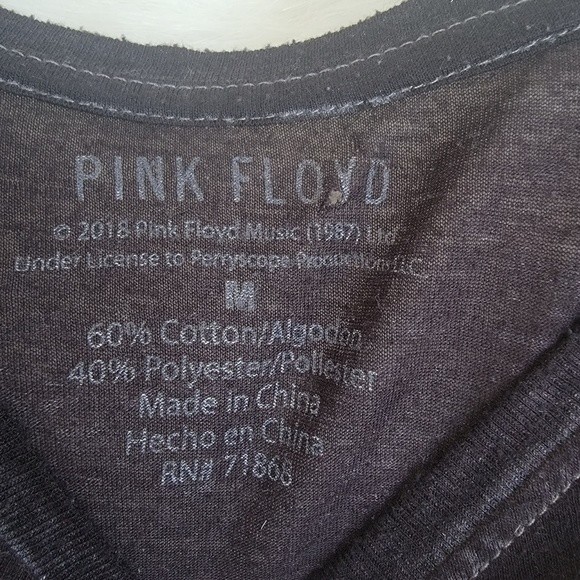 PINK FLOYD
© 2018 Pink Floyd Music (1987) Ltd
Under License to Perryscope Productions LLC
M
60% Cotton/Algodon
40% Polyester/Poliester
Made in China
Hecho en China
RN# 71868